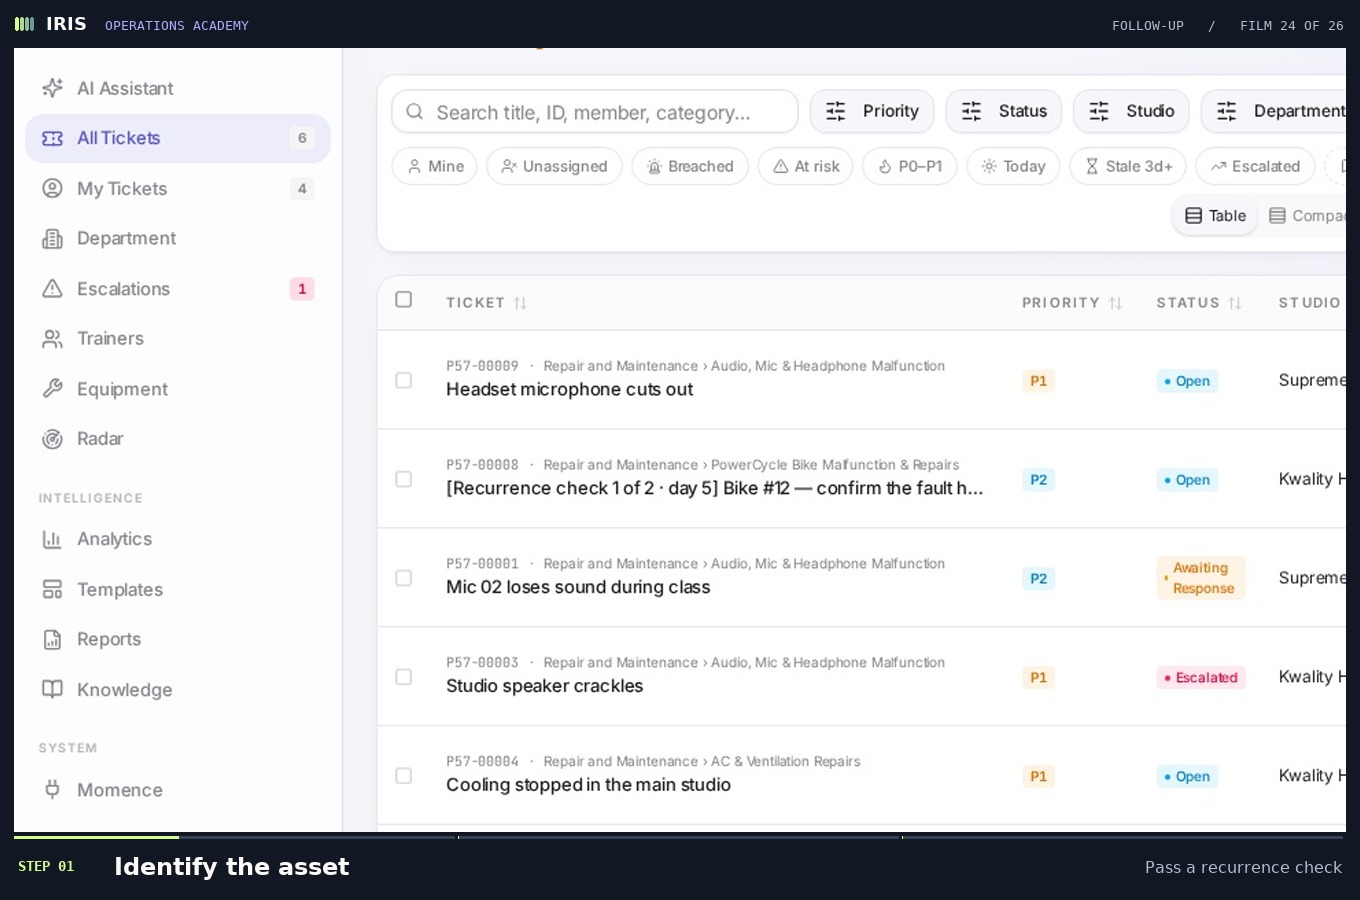 IRIS OPERATIONS ACADEMY
FOLLOW-UP / FILM 24 OF 26
AI Assistant
All Tickets 6
My Tickets 4
Department
Escalations 1
Trainers
Equipment
Radar
INTELLIGENCE
Analytics
Templates
Reports
Knowledge
SYSTEM
Momence
Search title, ID, member, category...
Priority
Status
Studio
Department
Mine
Unassigned
Breached
At risk
P0–P1
Today
Stale 3d+
Escalated
Table
Compac
TICKET PRIORITY STATUS STUDIO
P57-00009 · Repair and Maintenance › Audio, Mic & Headphone Malfunction
Headset microphone cuts out
P1
Open
Supreme
P57-00008 · Repair and Maintenance › PowerCycle Bike Malfunction & Repairs
[Recurrence check 1 of 2 · day 5] Bike #12 — confirm the fault h...
P2
Open
Kwality H
P57-00001 · Repair and Maintenance › Audio, Mic & Headphone Malfunction
Mic 02 loses sound during class
P2
Awaiting
Response
Supreme
P57-00003 · Repair and Maintenance › Audio, Mic & Headphone Malfunction
Studio speaker crackles
P1
Escalated
Kwality H
P57-00004 · Repair and Maintenance › AC & Ventilation Repairs
Cooling stopped in the main studio
P1
Open
Kwality H
STEP 01 Identify the asset
Pass a recurrence check